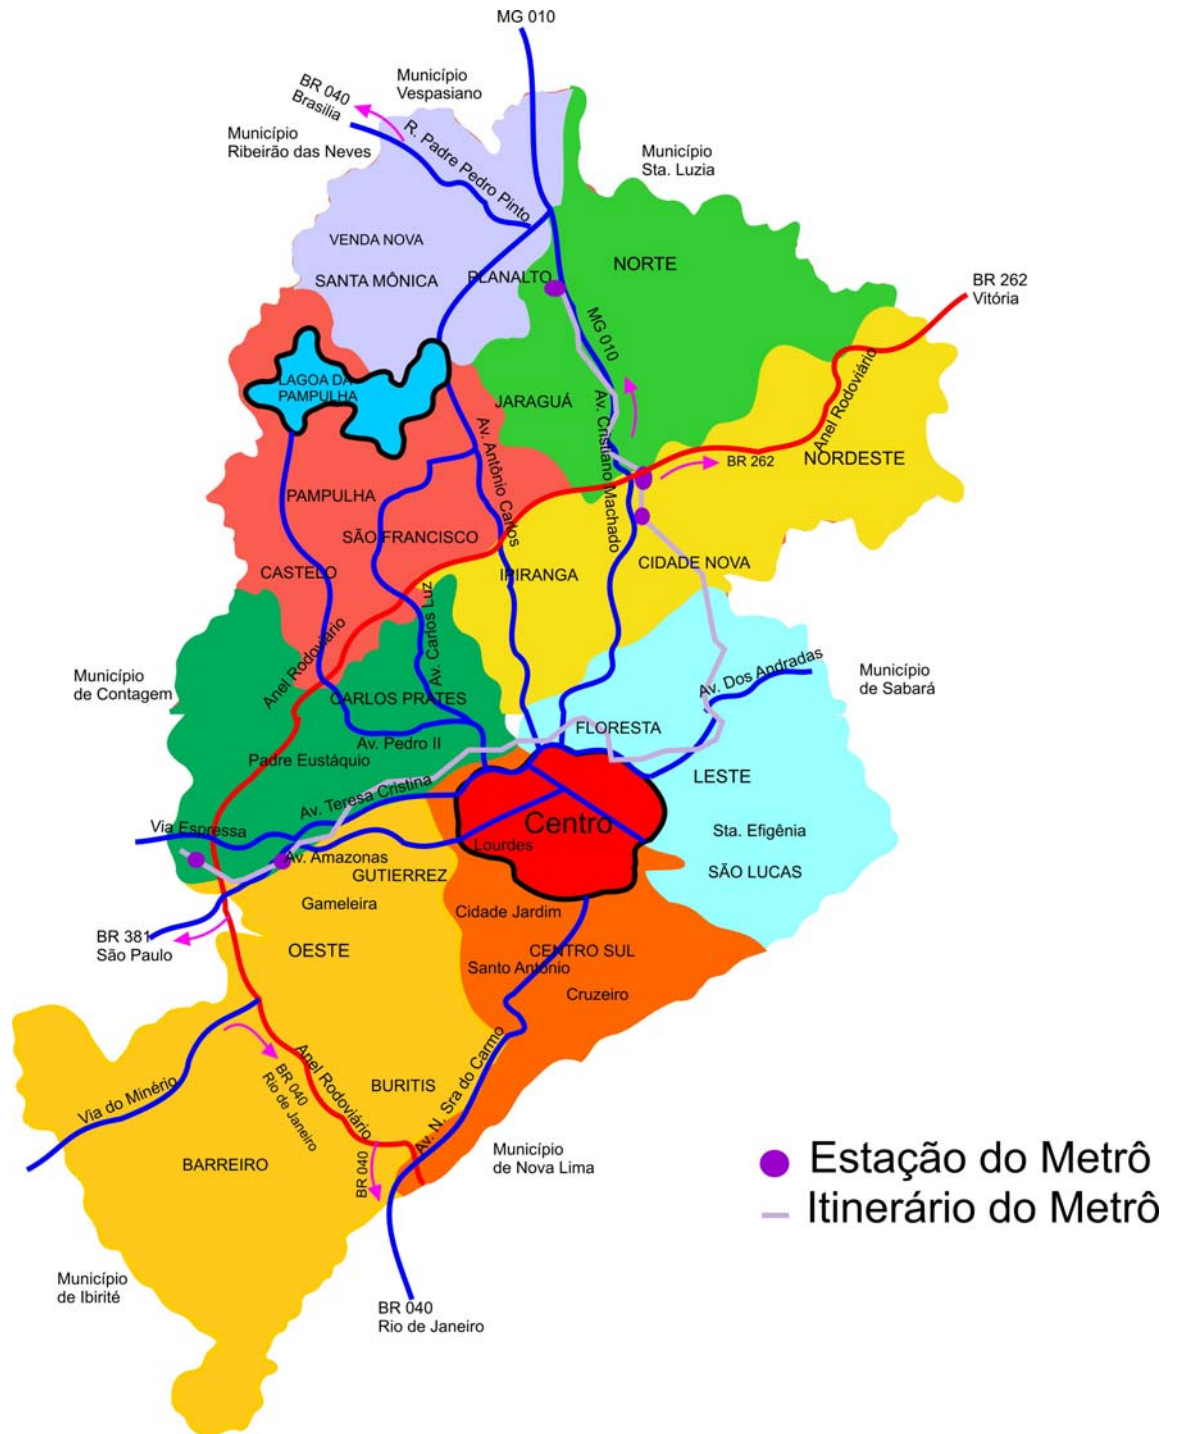 MG 010
Município
Vespasiano
BR 040
Brasilia
Município
Ribeirão das Neves
R. Padre Pedro Pinto
Município
Sta. Luzia
VENDA NOVA
SANTA MÔNICA
PLANALTO
NORTE
BR 262
Vitória
MG 010
LAGOA DA
PAMPULHA
JARAGUÁ
Av. Cristiano Machado
Anel Rodoviário
Av. Antônio Carlos
BR 262
NORDESTE
PAMPULHA
SÃO FRANCISCO
CASTELO
IPIRANGA
CIDADE NOVA
Av. Carlos Luz
Anel Rodoviário
Município
de Contagem
CARLOS PRATES
Av. Dos Andradas
Município
de Sabará
FLORESTA
Av. Pedro II
Padre Eustáquio
LESTE
Av. Teresa Cristina
Via Espressa
Centro
Sta. Efigênia
Lourdes
Av. Amazonas
GUTIERREZ
SÃO LUCAS
Gameleira
Cidade Jardim
BR 381
São Paulo
OESTE
CENTRO SUL
Santo Antônio
Cruzeiro
Anel Rodoviário
BR 040
Rio de Janeiro
Via do Minério
BURITIS
Av. N. Sra do Carmo
BARREIRO
BR 040
Município
de Nova Lima
Estação do Metrô
Itinerário do Metrô
Município
de Ibirité
BR 040
Rio de Janeiro